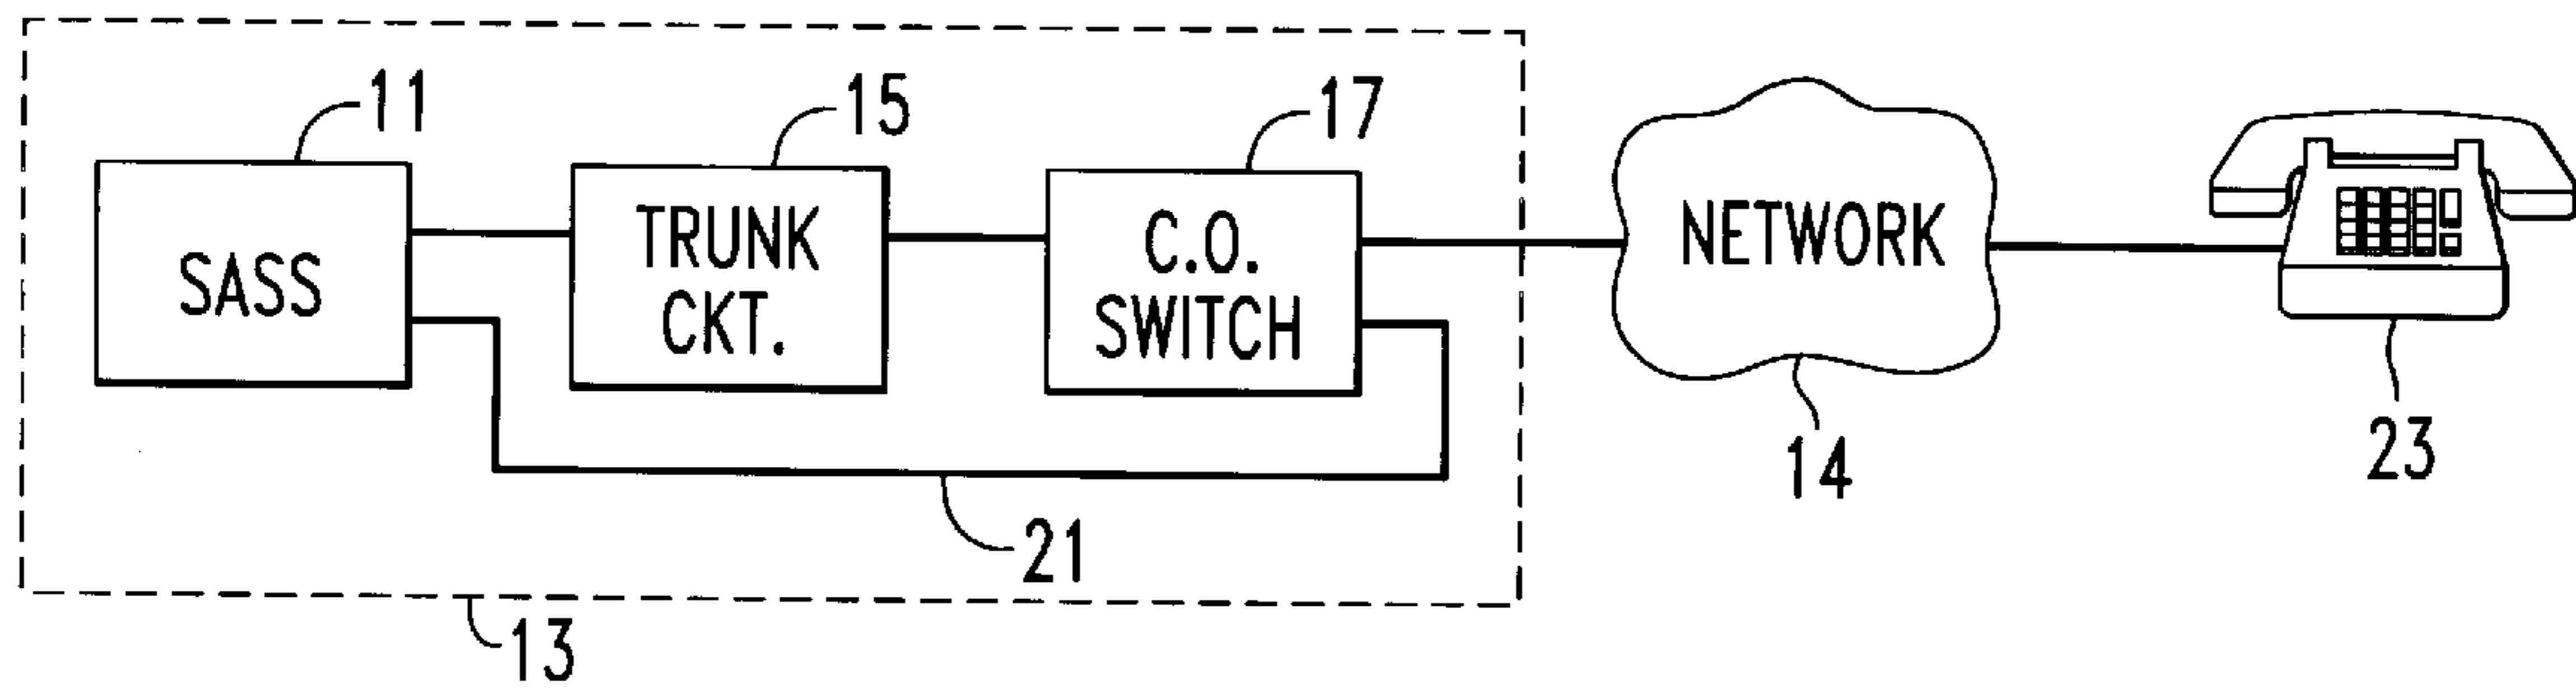 11
15
17
SASS
TRUNK
CKT.
C.O.
SWITCH
NETWORK
14
23
21
13